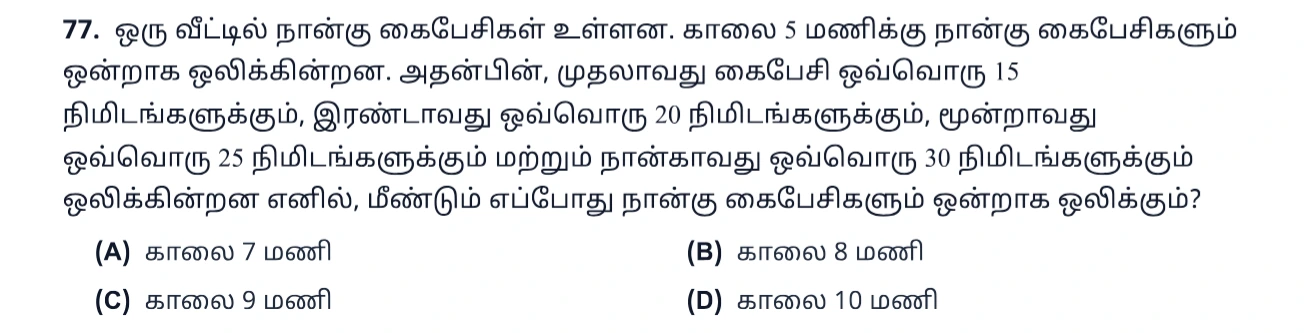 77. ஒரு வீட்டில் நான்கு கைபேசிகள் உள்ளன. காலை 5 மணிக்கு நான்கு கைபேசிகளும்
ஒன்றாக ஒலிக்கின்றன. அதன்பின், முதலாவது கைபேசி ஒவ்வொரு 15
நிமிடங்களுக்கும், இரண்டாவது ஒவ்வொரு 20 நிமிடங்களுக்கும், மூன்றாவது
ஒவ்வொரு 25 நிமிடங்களுக்கும் மற்றும் நான்காவது ஒவ்வொரு 30 நிமிடங்களுக்கும்
ஒலிக்கின்றன எனில், மீண்டும் எப்போது நான்கு கைபேசிகளும் ஒன்றாக ஒலிக்கும்?
(A) காலை 7 மணி (B) காலை 8 மணி
(C) காலை 9 மணி (D) காலை 10 மணி